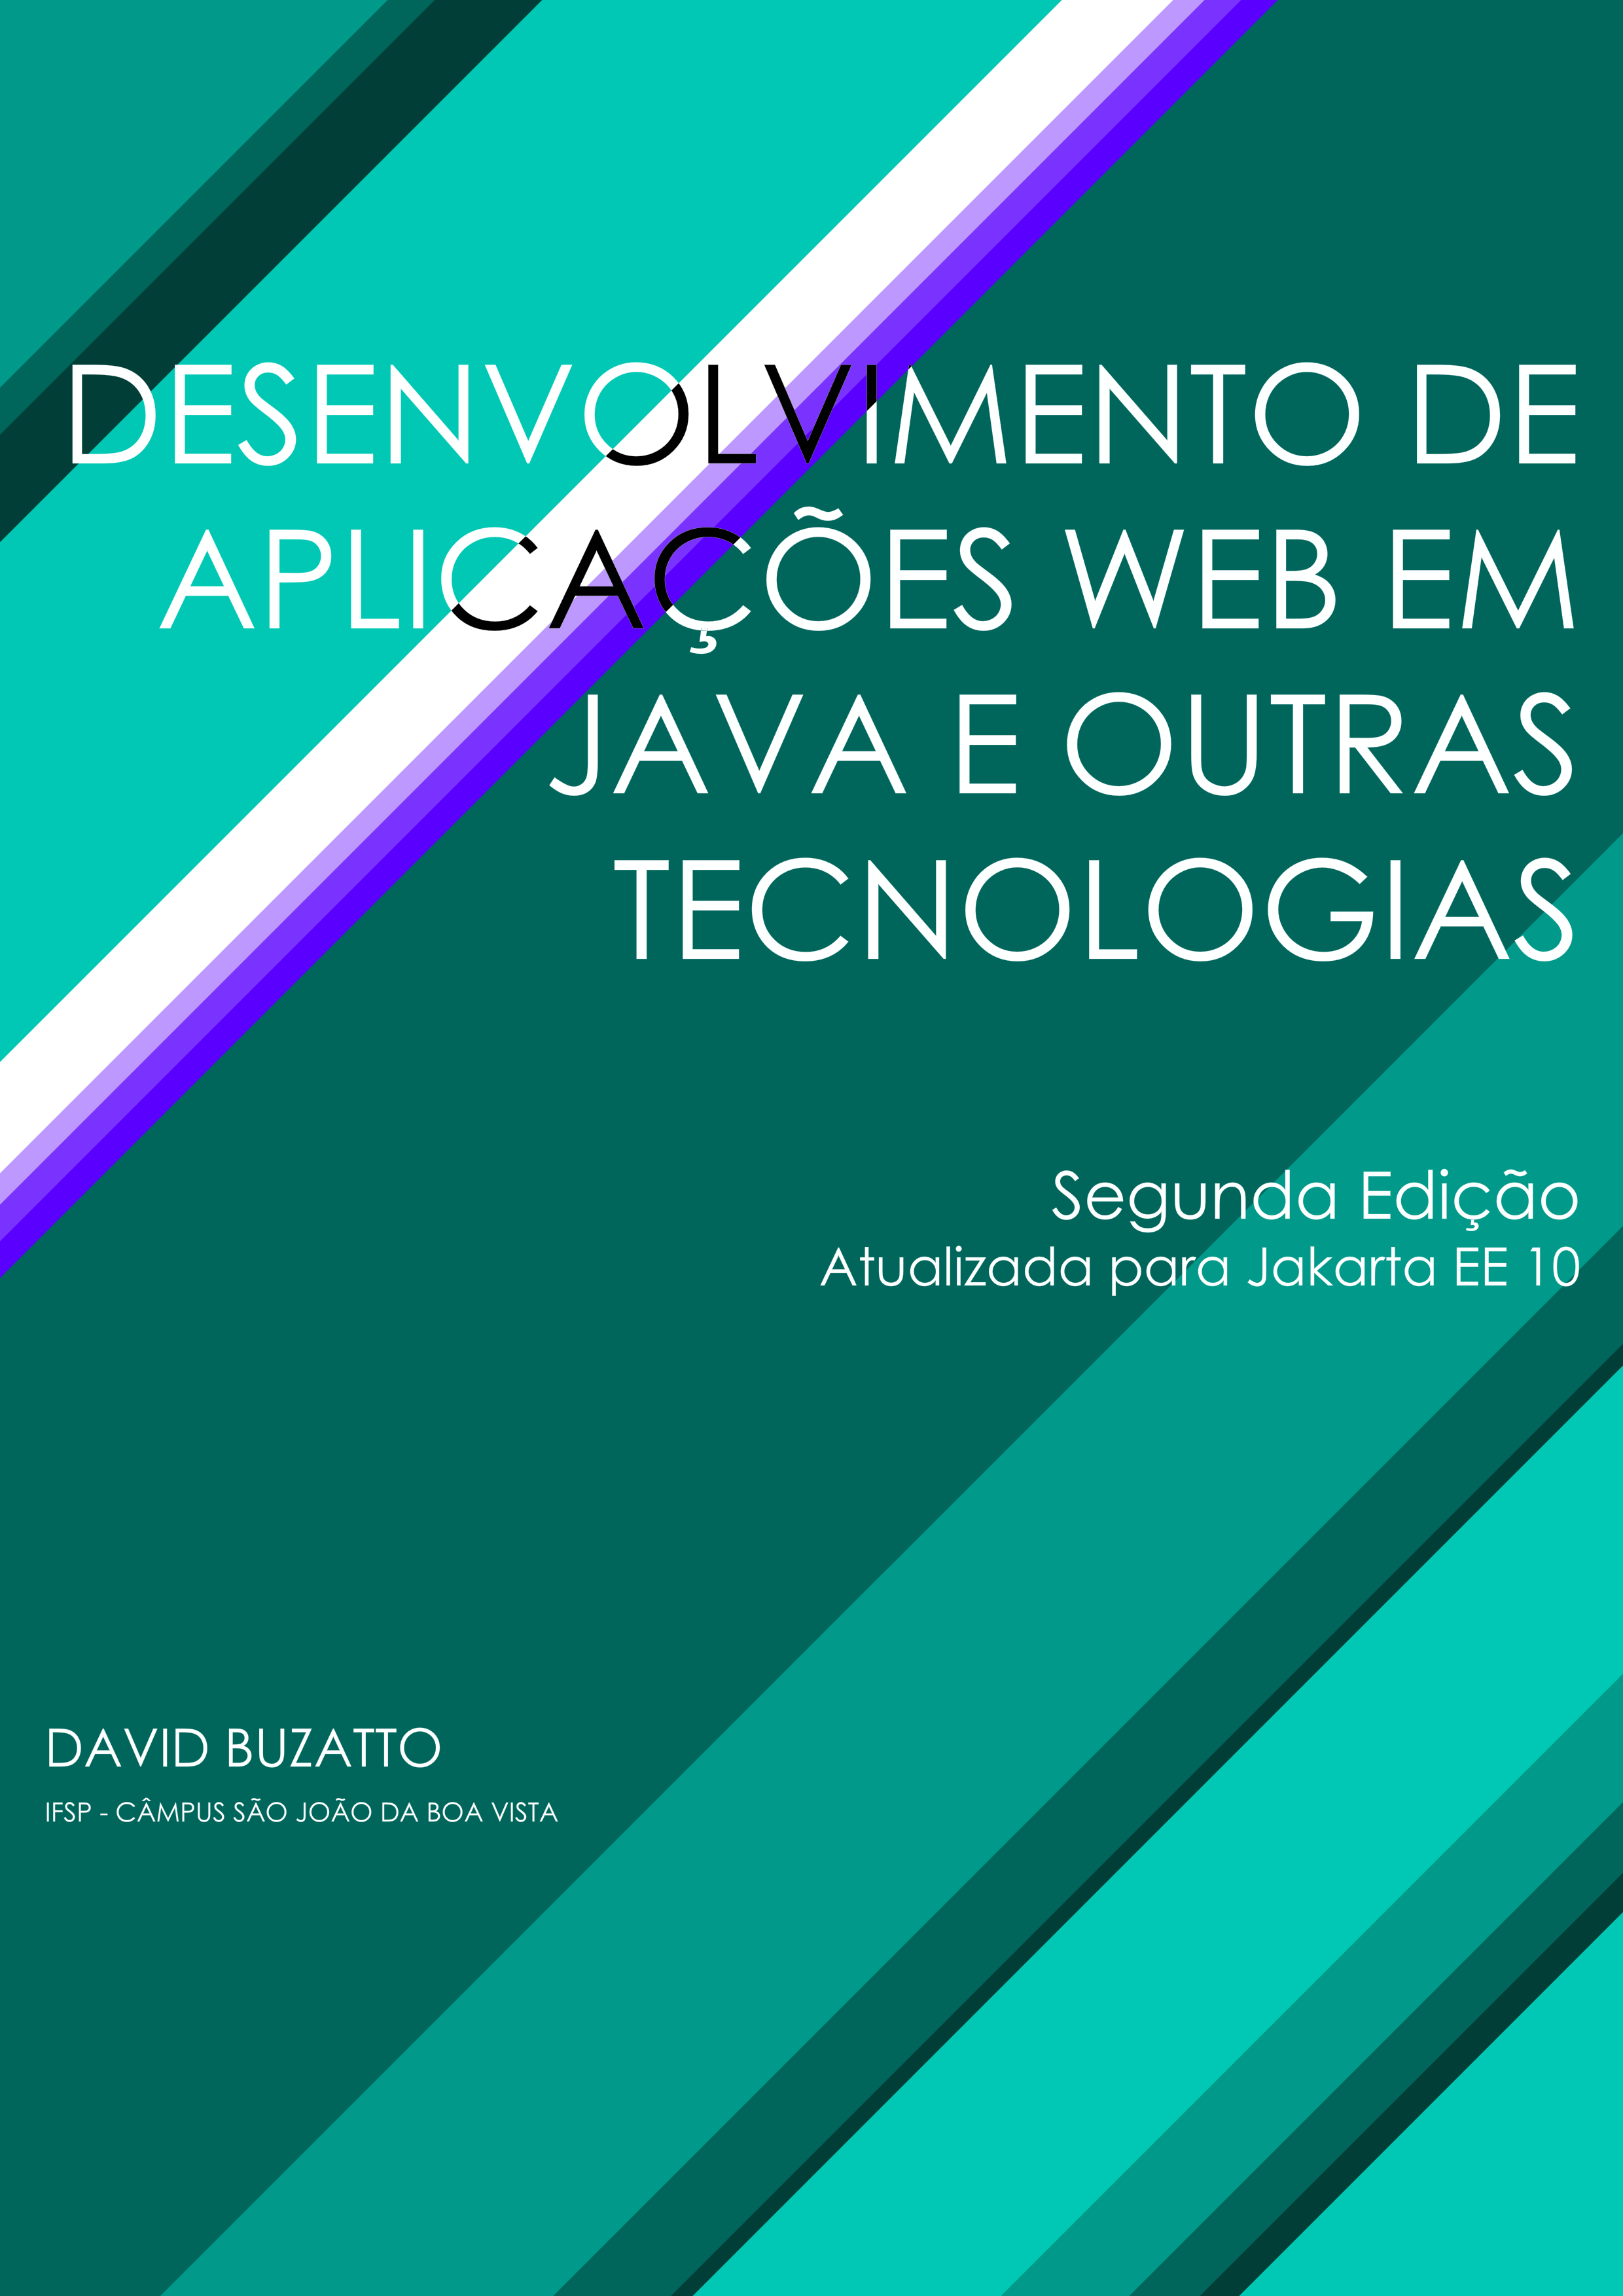 DESENVOLVIMENTO DE
APLICAÇÕES WEB EM
JAVA E OUTRAS
TECNOLOGIAS
Segunda Edição
Atualizada para Jakarta EE 10
DAVID BUZATTO
IFSP - CÂMPUS SÃO JOÃO DA BOA VISTA